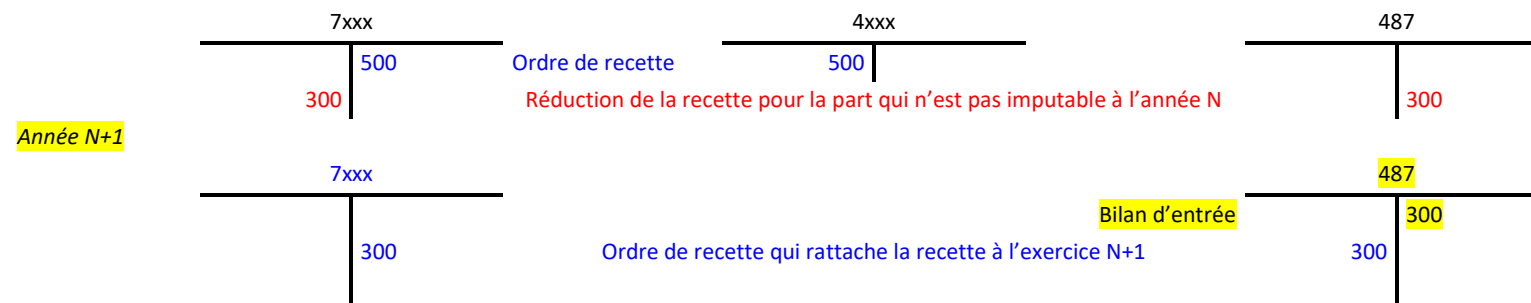 7xxx 4xxx 487
500 Ordre de recette 500
300 Réduction de la recette pour la part qui n’est pas imputable à l’année N 300
Année N+1
7xxx 487
Bilan d’entrée 300
300 Ordre de recette qui rattache la recette à l’exercice N+1 300